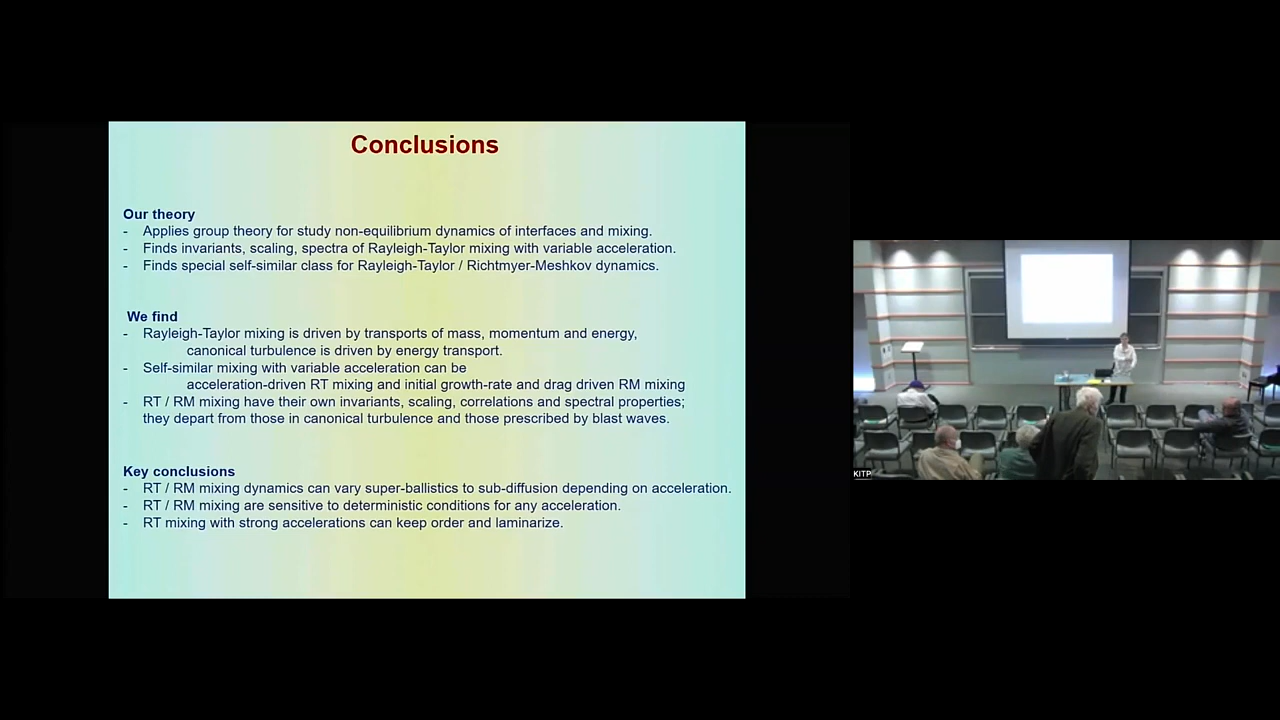 Conclusions
Our theory
- Applies group theory for study non-equilibrium dynamics of interfaces and mixing.
- Finds invariants, scaling, spectra of Rayleigh-Taylor mixing with variable acceleration.
- Finds special self-similar class for Rayleigh-Taylor / Richtmyer-Meshkov dynamics.
We find
- Rayleigh-Taylor mixing is driven by transports of mass, momentum and energy,
canonical turbulence is driven by energy transport.
- Self-similar mixing with variable acceleration can be
acceleration-driven RT mixing and initial growth-rate and drag driven RM mixing
- RT / RM mixing have their own invariants, scaling, correlations and spectral properties;
they depart from those in canonical turbulence and those prescribed by blast waves.
Key conclusions
- RT / RM mixing dynamics can vary super-ballistics to sub-diffusion depending on acceleration.
- RT / RM mixing are sensitive to deterministic conditions for any acceleration.
- RT mixing with strong accelerations can keep order and laminarize.
KITP